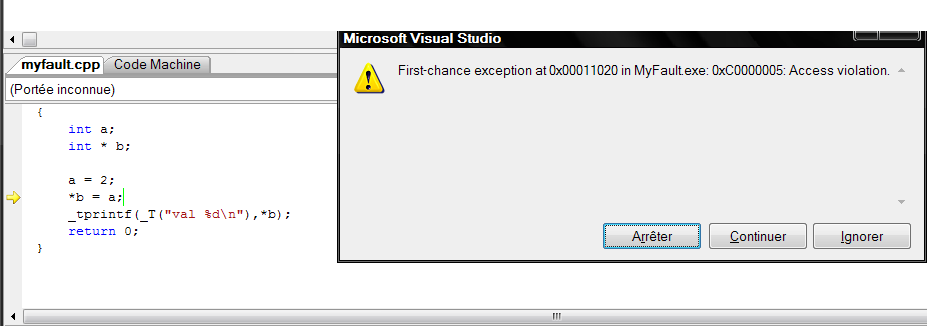 Microsoft Visual Studio
First-chance exception at 0x00011020 in MyFault.exe: 0xC0000005: Access violation.
myfault.cpp
Code Machine
(Portée inconnue)
{
int a;
int * b;
a = 2;
*b = a;
_tprintf(_T("val %d\n"),*b);
return 0;
}
Arrêter
Continuer
Ignorer